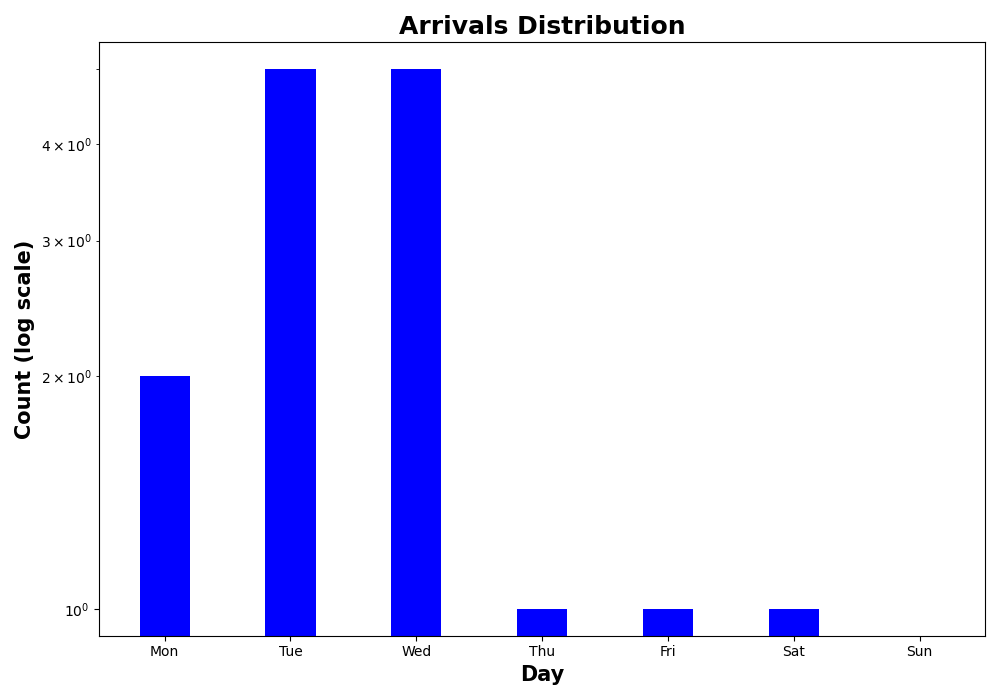 Arrivals Distribution
Count (log scale)
4 × 10⁰
3 × 10⁰
2 × 10⁰
10⁰
Mon Tue Wed Thu Fri Sat Sun
Day